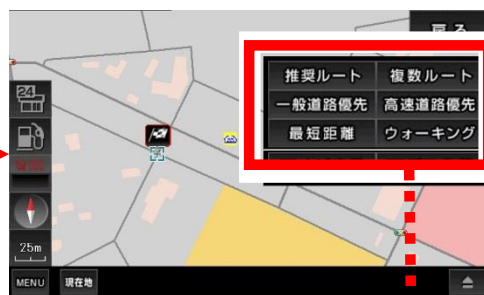 戻る
推奨ルート 複数ルート
一般道路優先 高速道路優先
最短距離 ウォーキング
24
25m
MENU 現在地